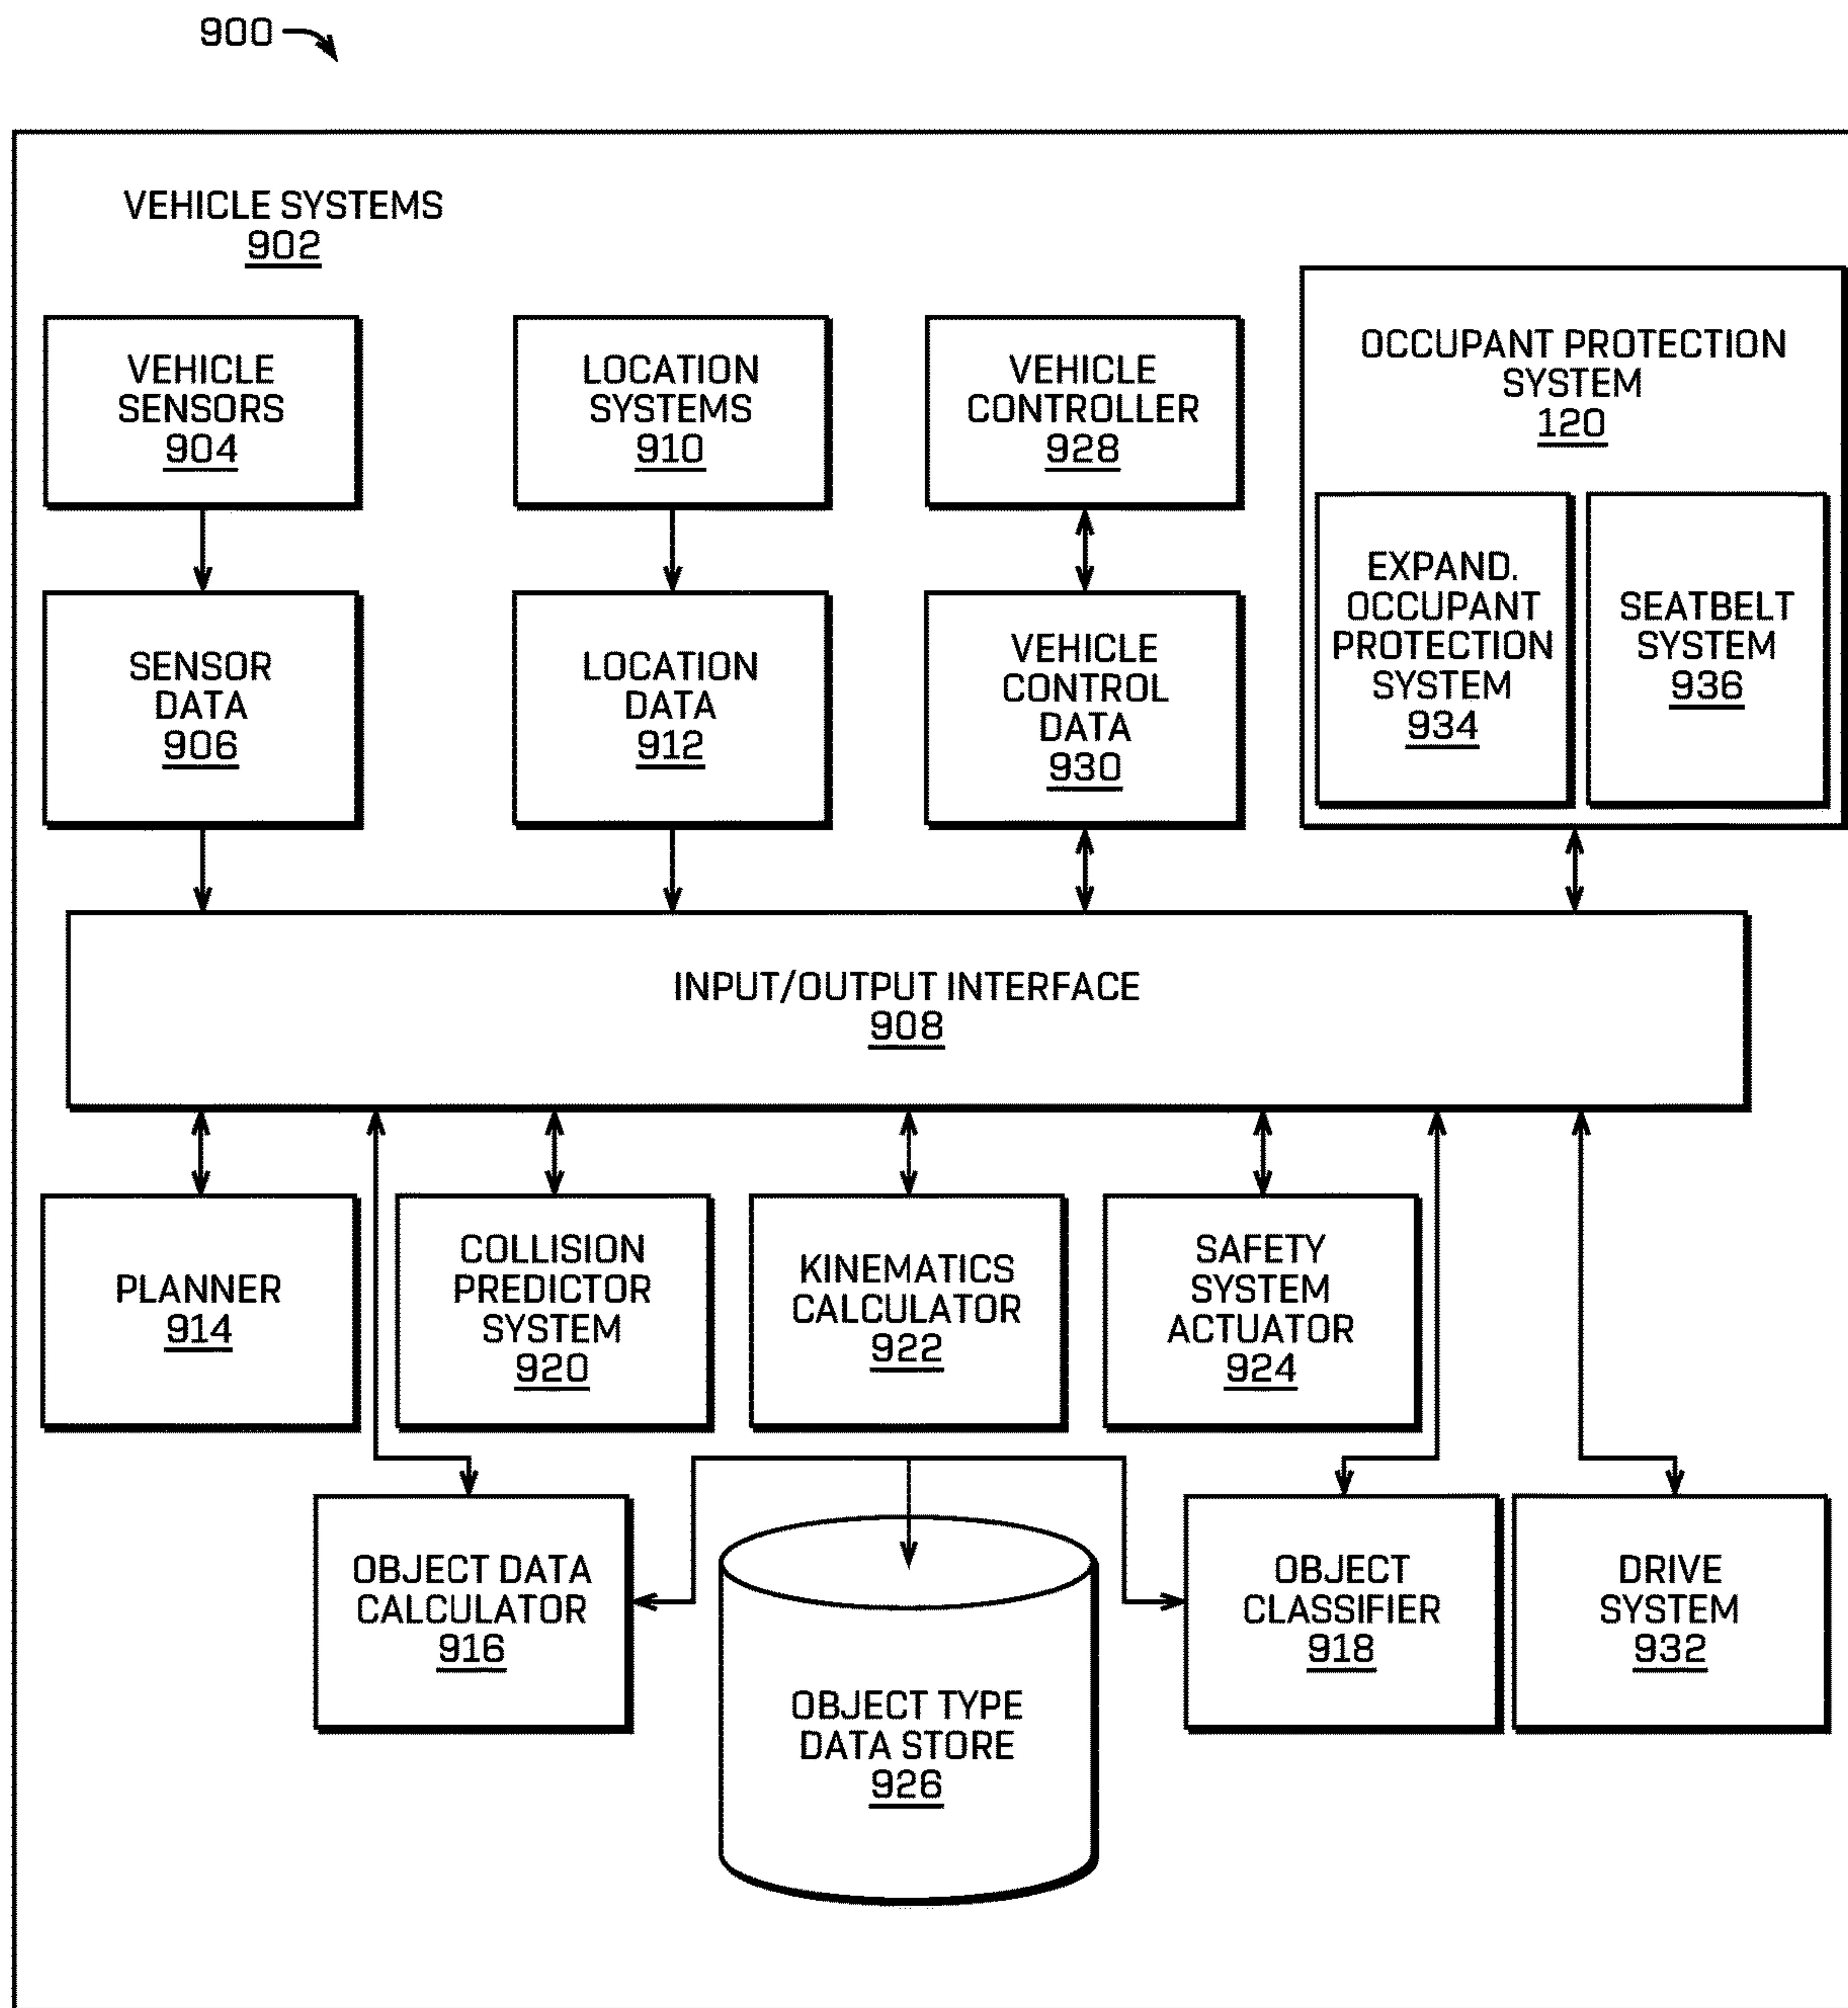 900
VEHICLE SYSTEMS
902
VEHICLE
SENSORS
904
LOCATION
SYSTEMS
910
VEHICLE
CONTROLLER
928
OCCUPANT PROTECTION
SYSTEM
120
SENSOR
DATA
906
LOCATION
DATA
912
VEHICLE
CONTROL
DATA
930
EXPAND.
OCCUPANT
PROTECTION
SYSTEM
934
SEATBELT
SYSTEM
936
INPUT/OUTPUT INTERFACE
908
PLANNER
914
COLLISION
PREDICTOR
SYSTEM
920
KINEMATICS
CALCULATOR
922
SAFETY
SYSTEM
ACTUATOR
924
OBJECT DATA
CALCULATOR
916
OBJECT TYPE
DATA STORE
926
OBJECT
CLASSIFIER
918
DRIVE
SYSTEM
932